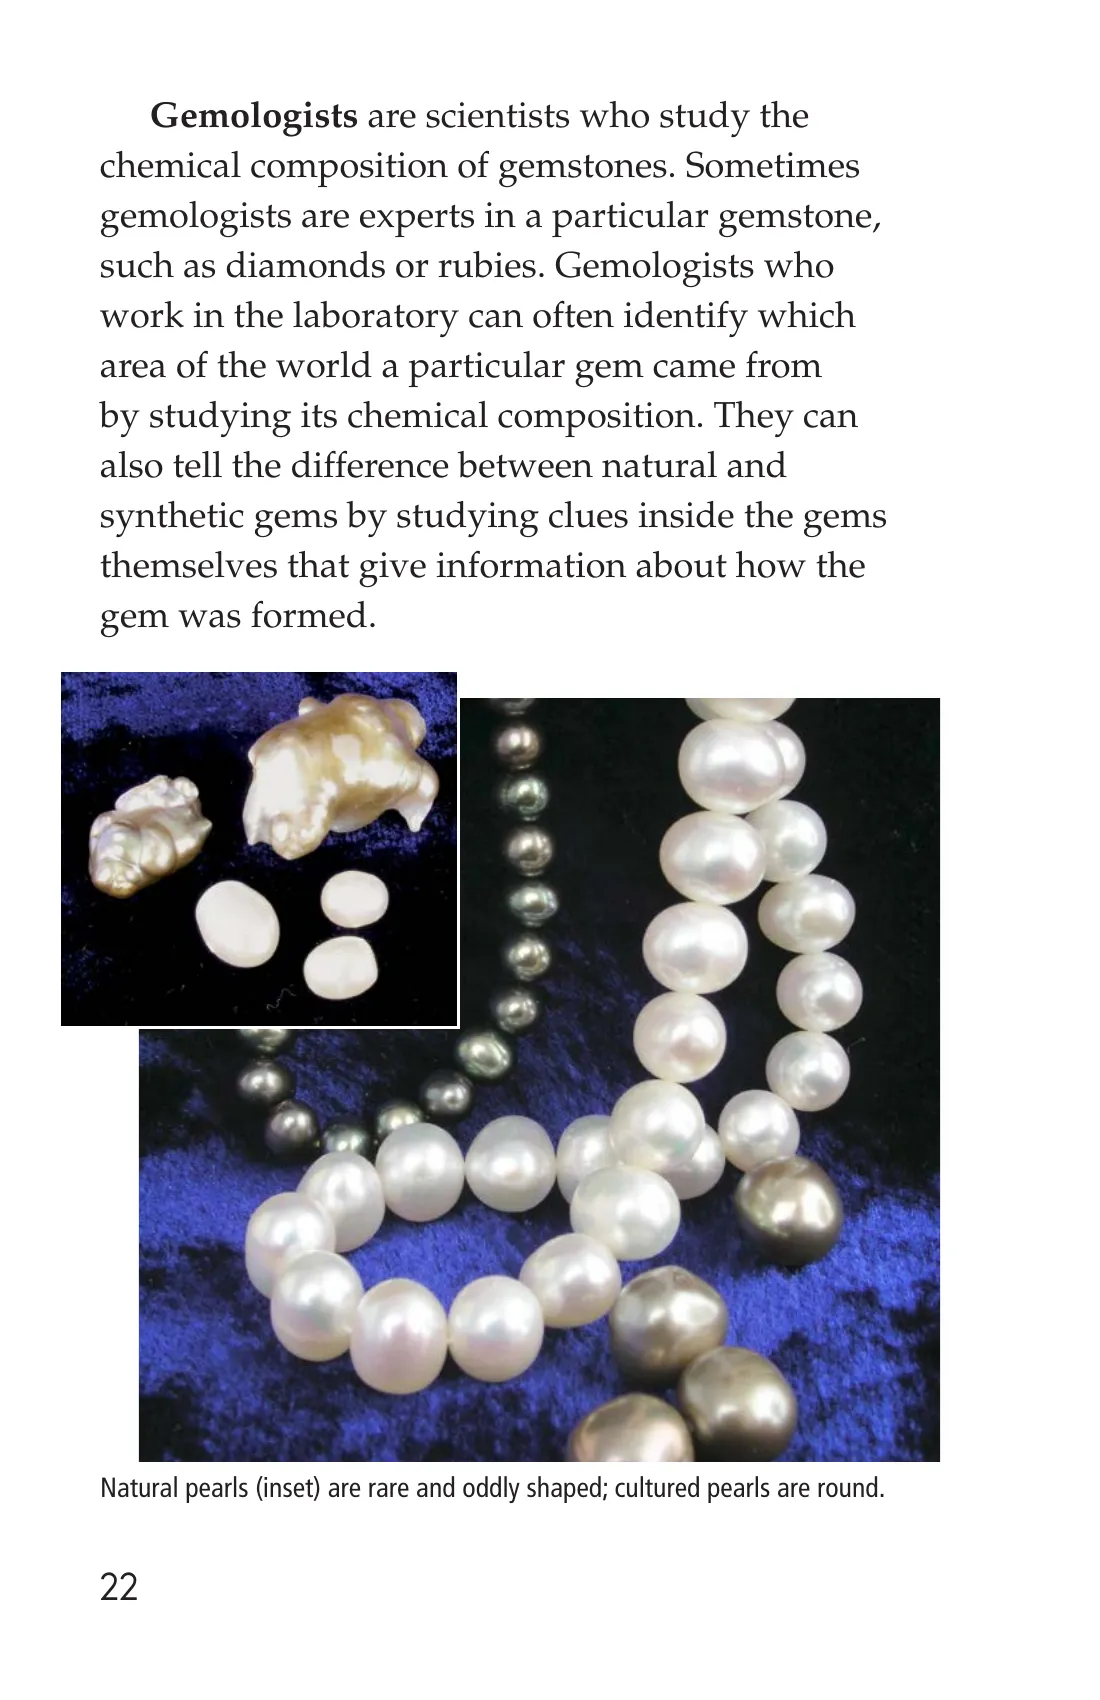 Gemologists are scientists who study the
chemical composition of gemstones. Sometimes
gemologists are experts in a particular gemstone,
such as diamonds or rubies. Gemologists who
work in the laboratory can often identify which
area of the world a particular gem came from
by studying its chemical composition. They can
also tell the difference between natural and
synthetic gems by studying clues inside the gems
themselves that give information about how the
gem was formed.
Natural pearls (inset) are rare and oddly shaped; cultured pearls are round.
22